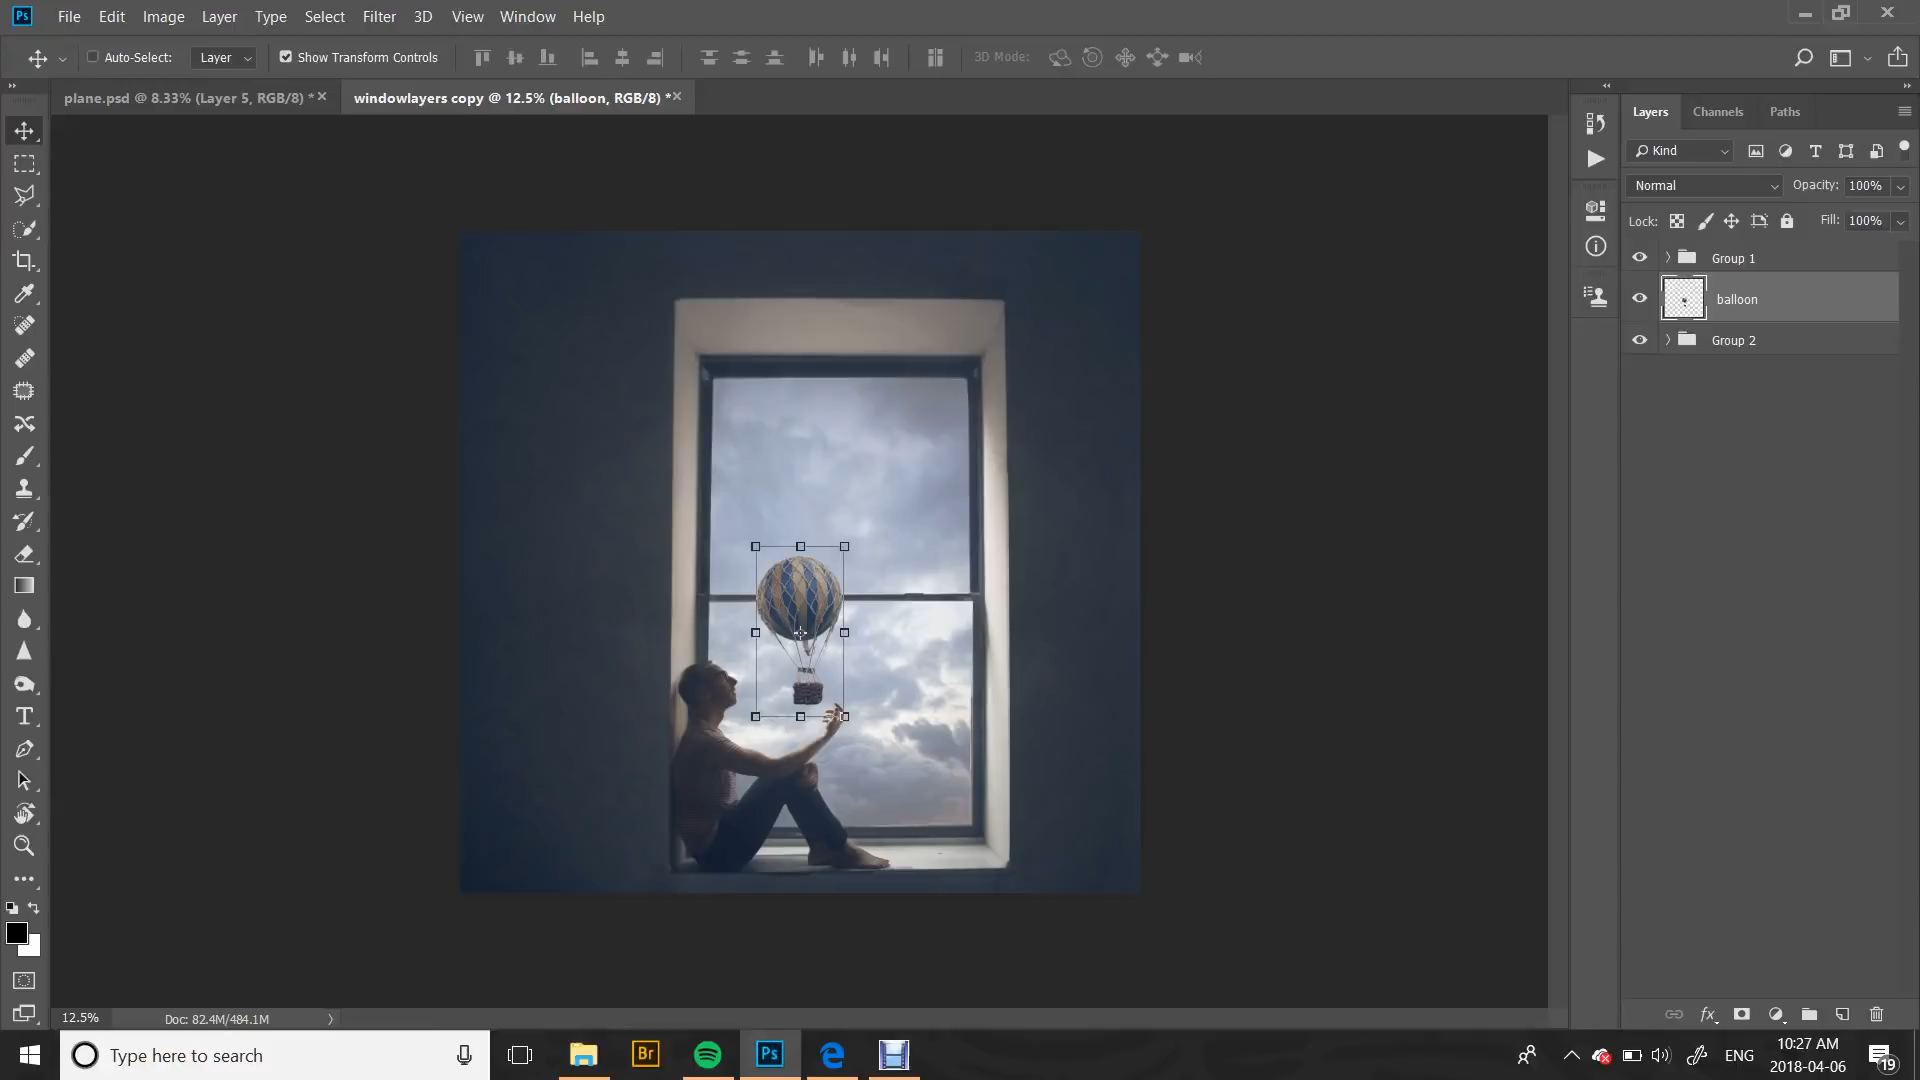 Ps File Edit Image Layer Type Select Filter 3D View Window Help
Auto-Select: Layer Show Transform Controls 3D Mode:
plane.psd @ 8.33% (Layer 5, RGB/8) * windowlayers copy @ 12.5% (balloon, RGB/8) *
Layers Channels Paths
Kind
Normal Opacity: 100%
Lock: Fill: 100%
Group 1
balloon
Group 2
12.5% Doc: 82.4M/484.1M
fx
Type here to search Br Ps ENG 10:27 AM
2018-04-06 19